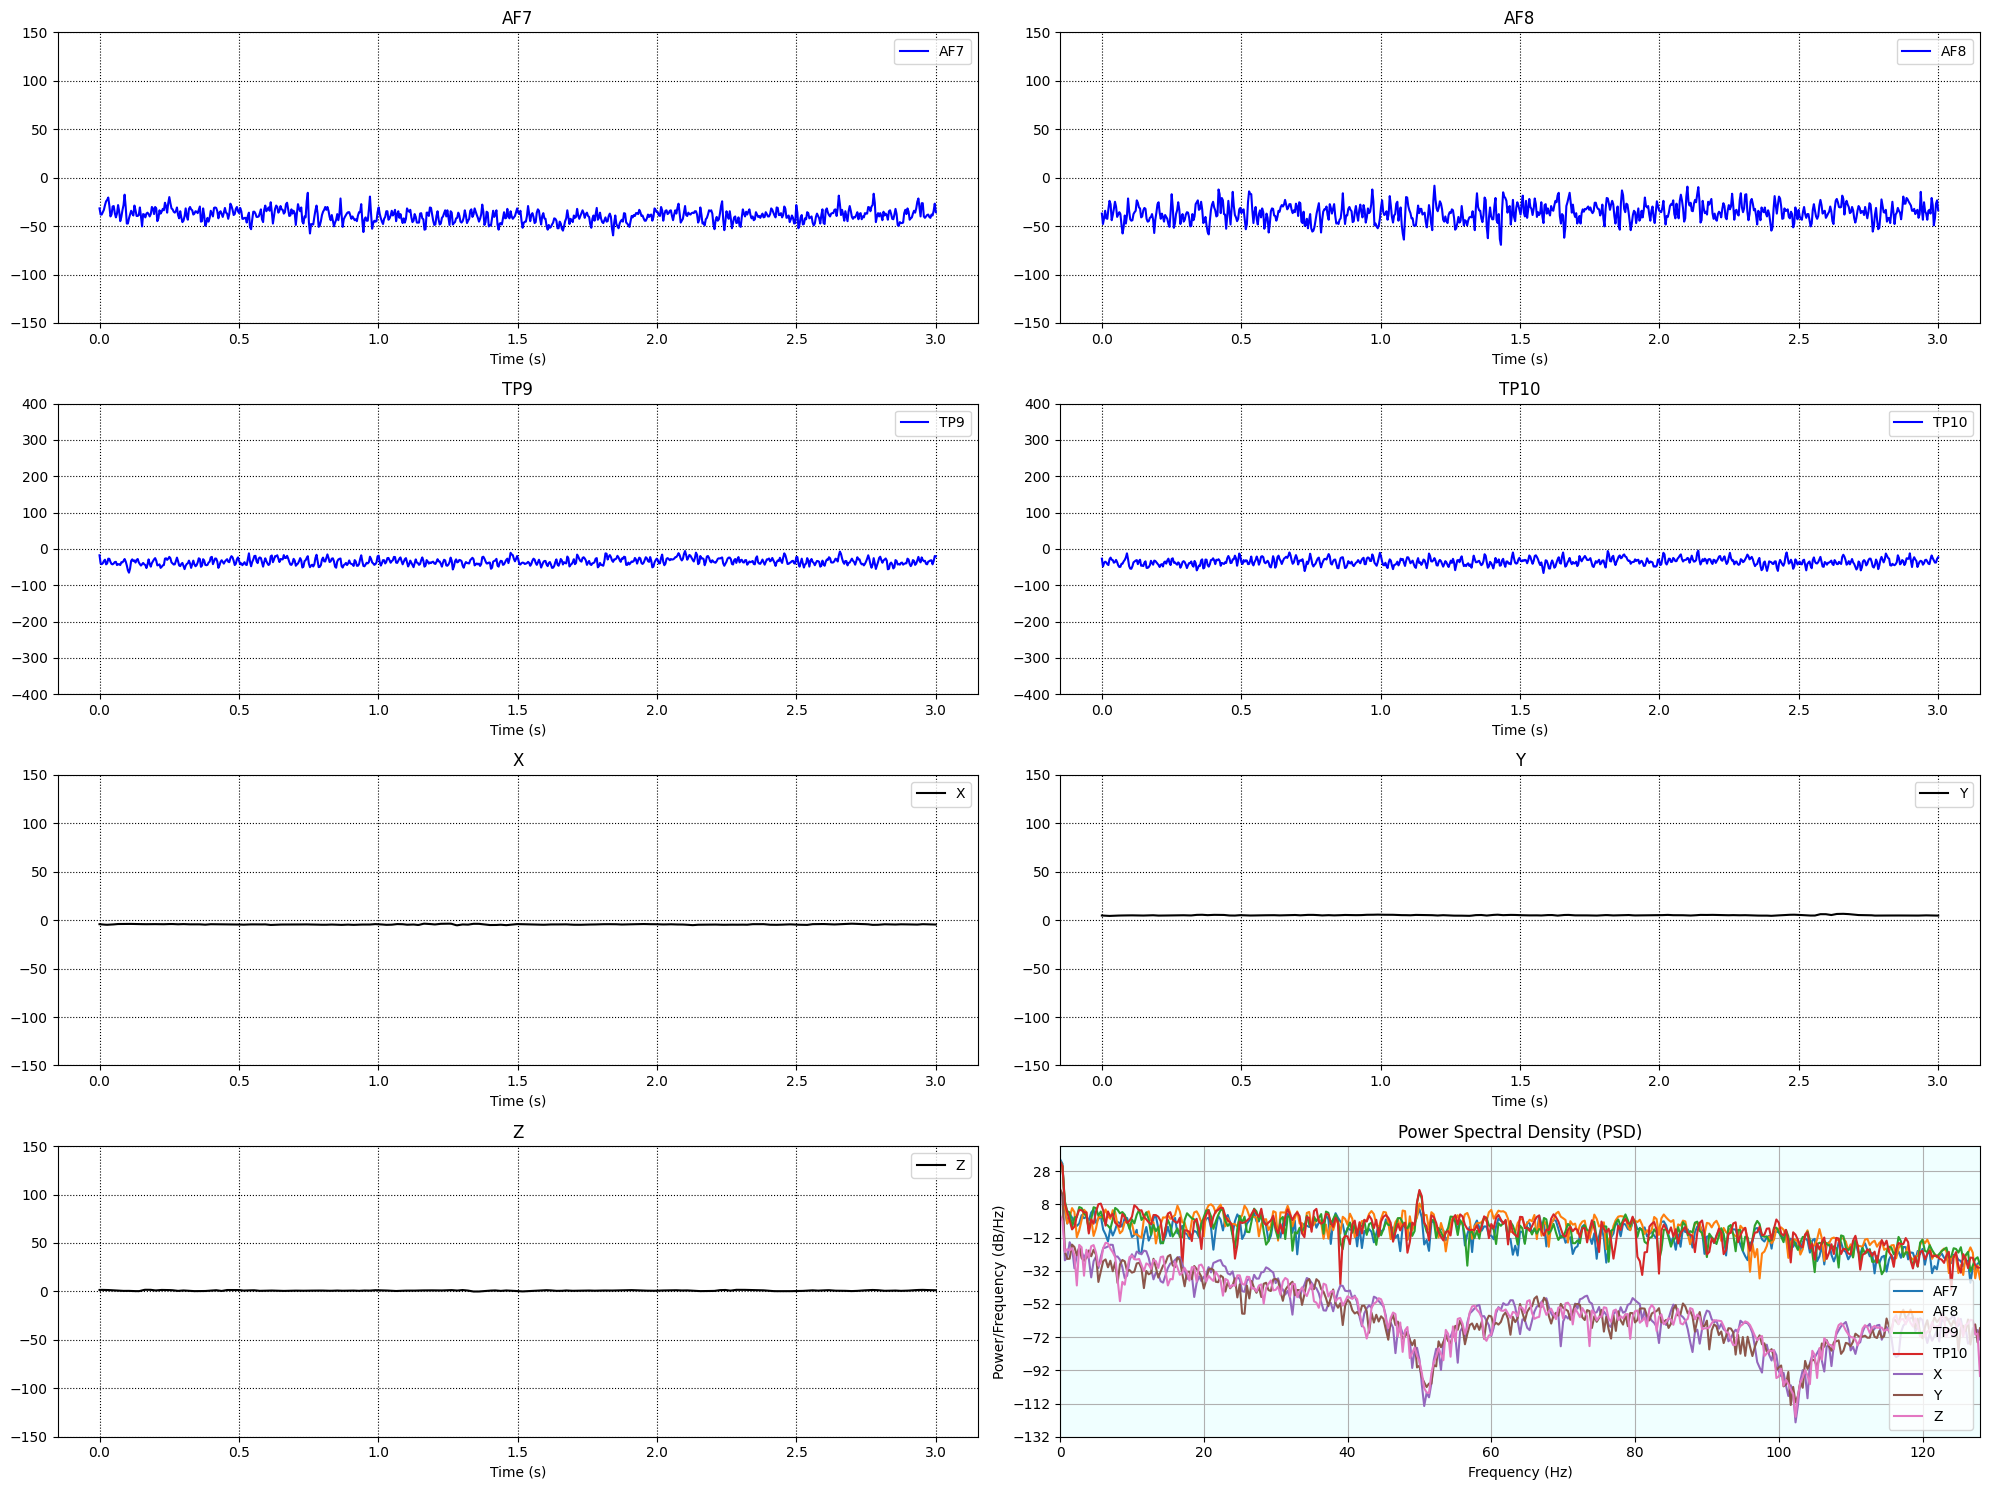 AF7
150
100
50
0
−50
−100
−150
0.0 0.5 1.0 1.5 2.0 2.5 3.0
Time (s)
AF7
AF8
150
100
50
0
−50
−100
−150
0.0 0.5 1.0 1.5 2.0 2.5 3.0
Time (s)
AF8
TP9
400
300
200
100
0
−100
−200
−300
−400
0.0 0.5 1.0 1.5 2.0 2.5 3.0
Time (s)
TP9
TP10
400
300
200
100
0
−100
−200
−300
−400
0.0 0.5 1.0 1.5 2.0 2.5 3.0
Time (s)
TP10
X
150
100
50
0
−50
−100
−150
0.0 0.5 1.0 1.5 2.0 2.5 3.0
Time (s)
X
Y
150
100
50
0
−50
−100
−150
0.0 0.5 1.0 1.5 2.0 2.5 3.0
Time (s)
Y
Z
150
100
50
0
−50
−100
−150
0.0 0.5 1.0 1.5 2.0 2.5 3.0
Time (s)
Z
Power Spectral Density (PSD)
Power/Frequency (dB/Hz)
28
8
−12
−32
−52
−72
−92
−112
−132
0 20 40 60 80 100 120
Frequency (Hz)
AF7
AF8
TP9
TP10
X
Y
Z